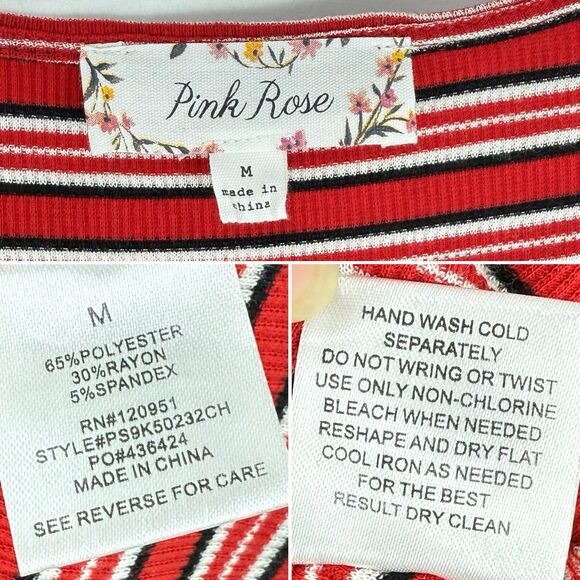 Pink Rose
M
made in
china
M
65%POLYESTER
30%RAYON
5%SPANDEX
RN#120951
STYLE#PS9K50232CH
PO#436424
MADE IN CHINA
SEE REVERSE FOR CARE
HAND WASH COLD
SEPARATELY
DO NOT WRING OR TWIST
USE ONLY NON-CHLORINE
BLEACH WHEN NEEDED
RESHAPE AND DRY FLAT
COOL IRON AS NEEDED
FOR THE BEST
RESULT DRY CLEAN